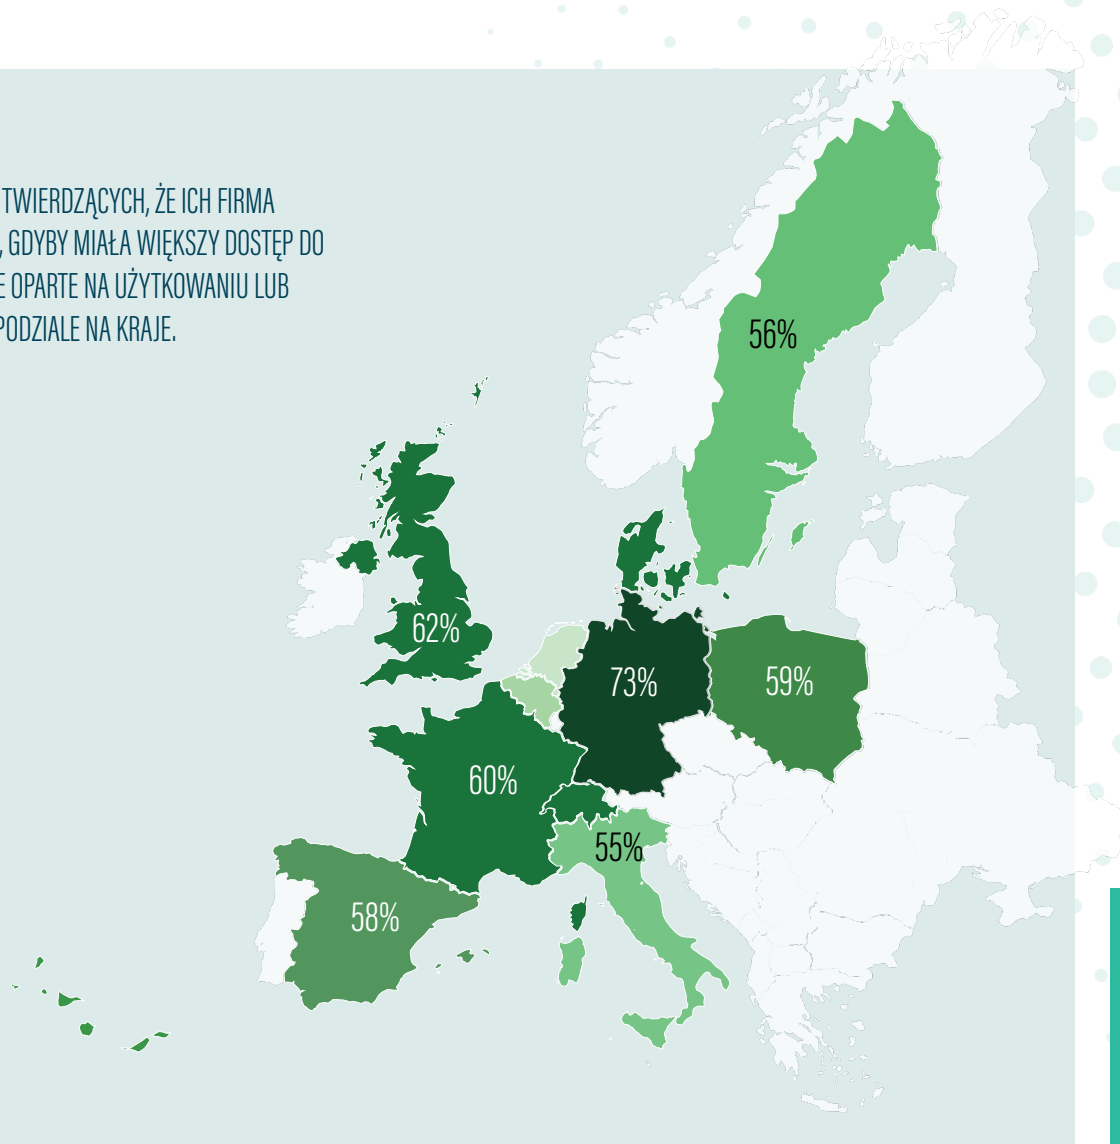 TWIERDZĄCYCH, ŻE ICH FIRMA
, GDYBY MIAŁA WIĘKSZY DOSTĘP DO
E OPARTE NA UŻYTKOWANIU LUB
PODZIALE NA KRAJE.
56%
62%
73%
59%
60%
55%
58%